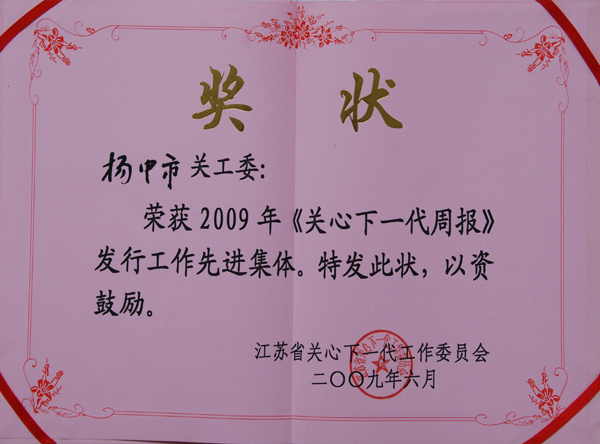 奖状
杨中市关工委:
荣获2009年《关心下一代周报》
发行工作先进集体。特发此状,以资
鼓励。
江苏省关心下一代工作委员会
二〇〇九年六月